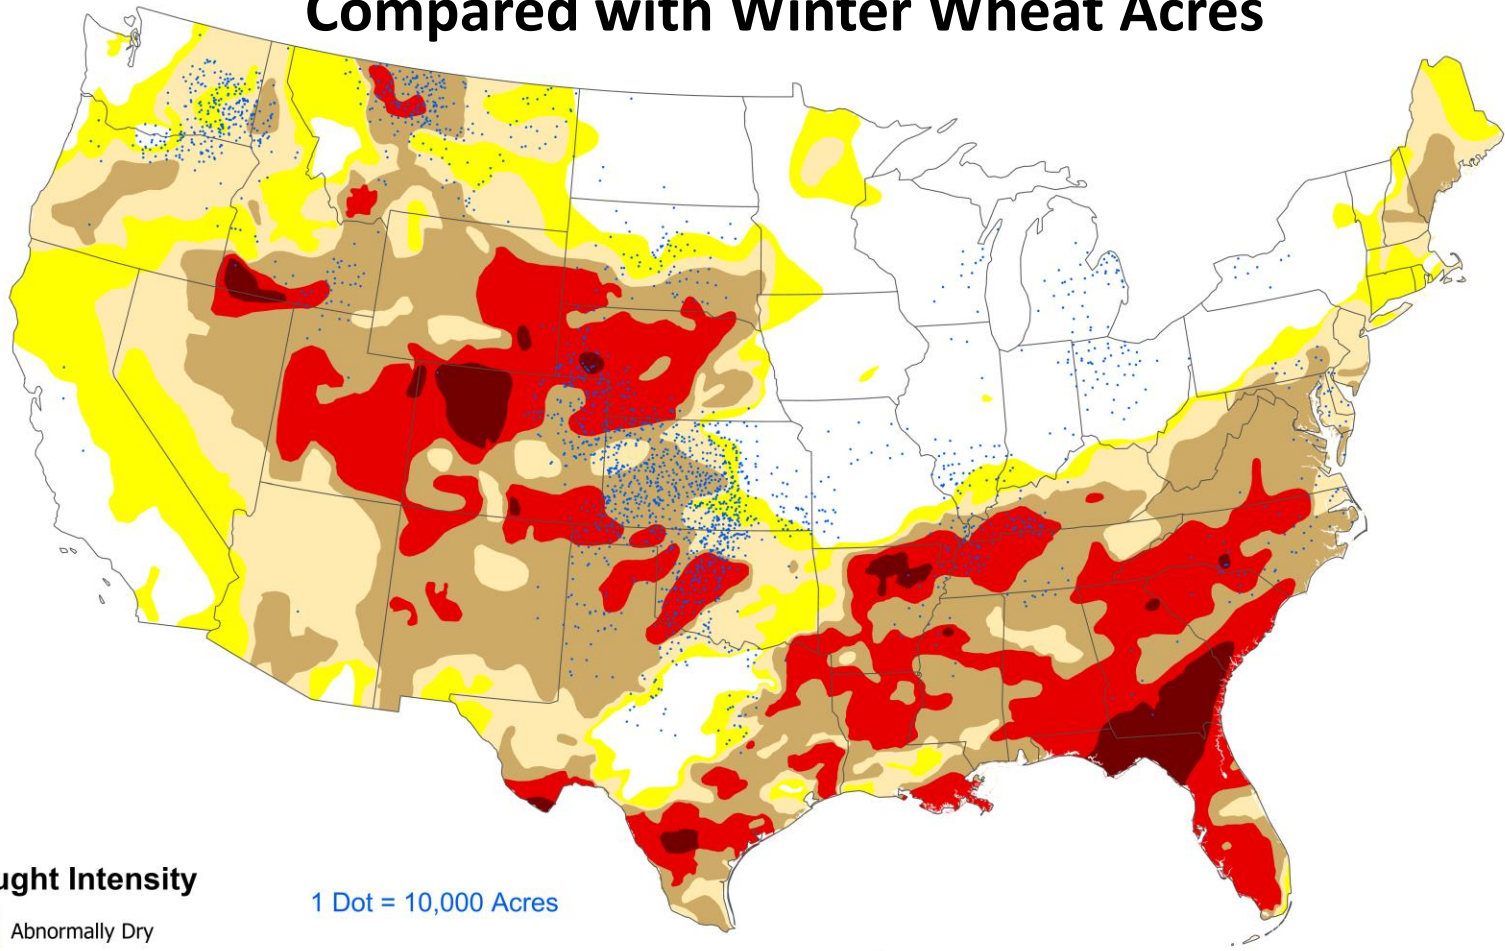 Compared with Winter Wheat Acres
ught Intensity
1 Dot = 10,000 Acres
Abnormally Dry